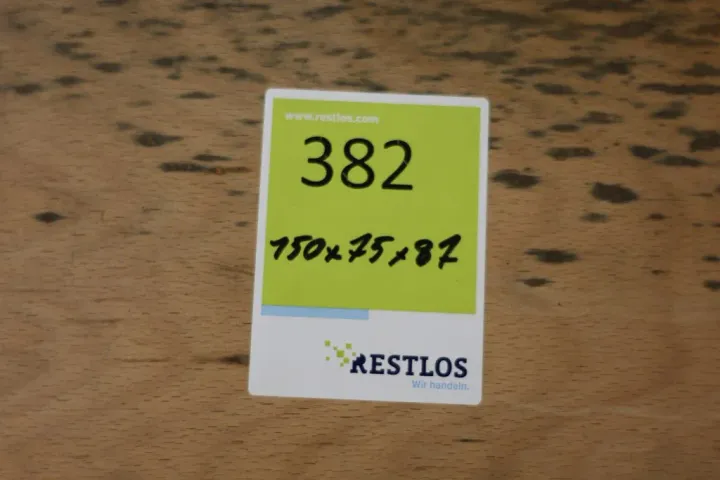 www.restlos.com
382
150x75x87
RESTLOS
Wir handeln.